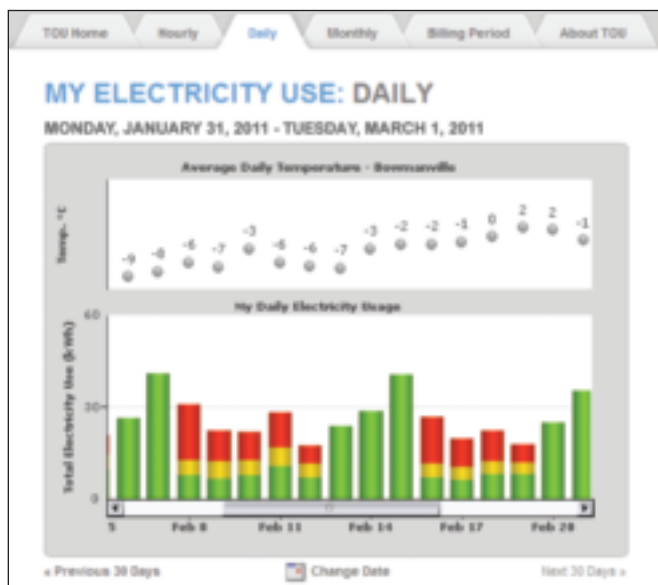 TOU Home Hourly Daily Monthly Billing Period About TOU
MY ELECTRICITY USE: DAILY
MONDAY, JANUARY 31, 2011 - TUESDAY, MARCH 1, 2011
Average Daily Temperature - Bowmanville
Temp. °C
-9 -8 -6 -7 -3 -6 -6 -7 -3 -2 -2 -1 0 2 2 -1
My Daily Electricity Usage
Total Electricity Use (kWh)
60
30
0
5 Feb 8 Feb 11 Feb 14 Feb 17 Feb 20
« Previous 30 Days Change Date Next 30 Days »